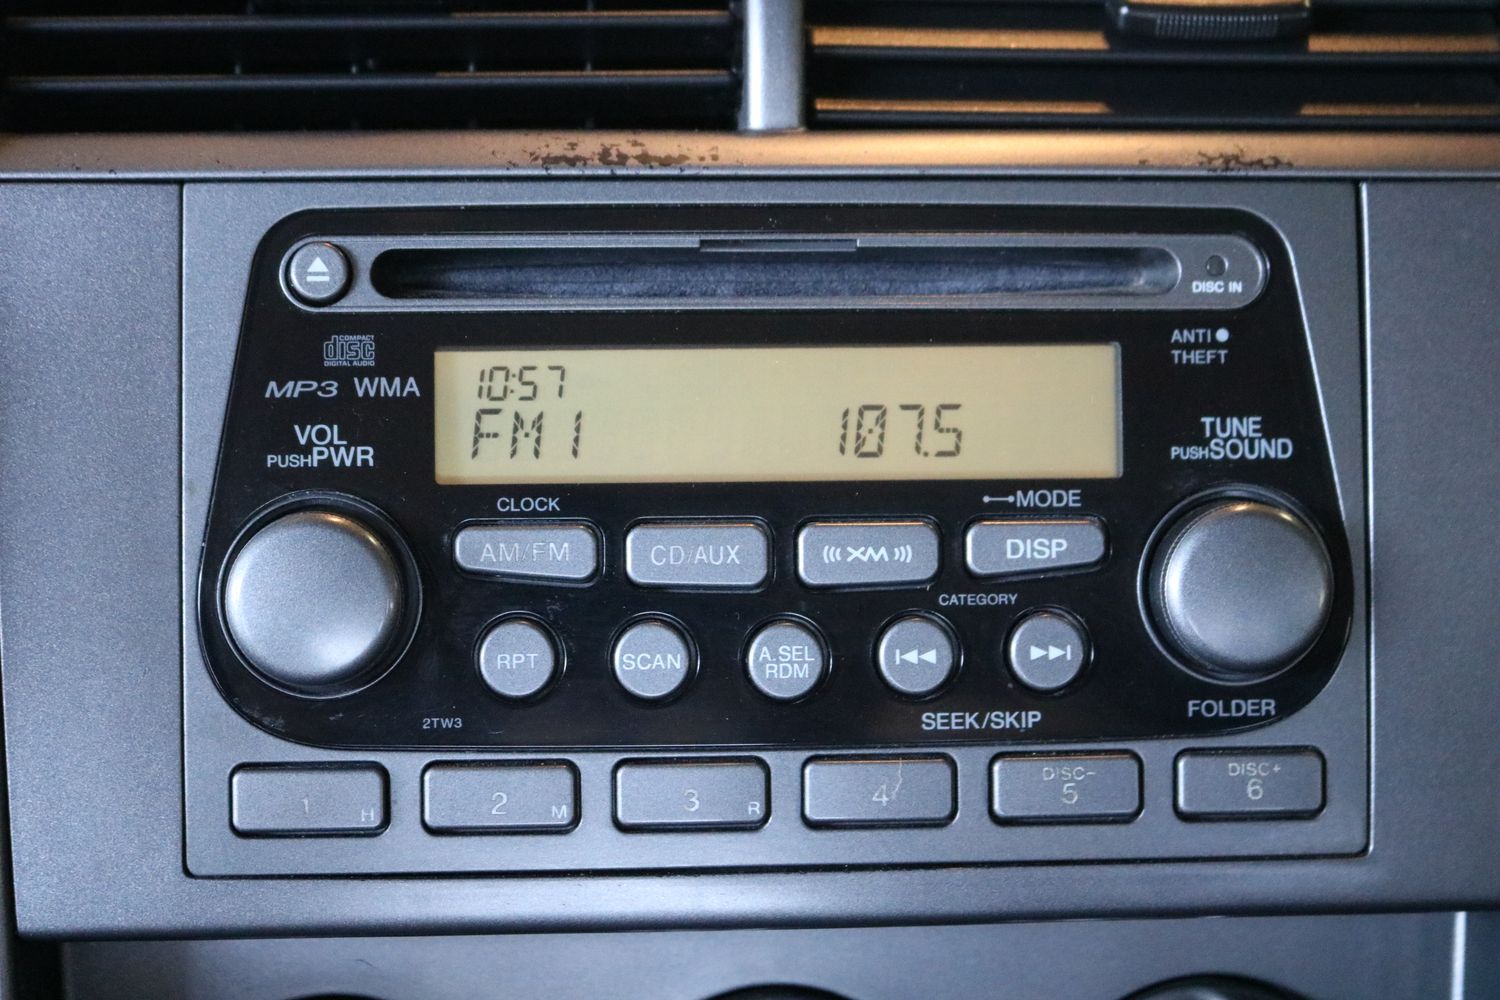 DISC IN
COMPACT
disc
DIGITAL AUDIO
MP3 WMA
ANTI
THEFT
10:57
FM1 107.5
VOL
PUSH PWR
TUNE
PUSH SOUND
CLOCK
MODE
AM/FM
CD/AUX
((( XM )))
DISP
CATEGORY
RPT
SCAN
A.SEL
RDM
SEEK/SKIP
FOLDER
2TW3
1 H
2 M
3 R
4
DISC-
5
DISC+
6